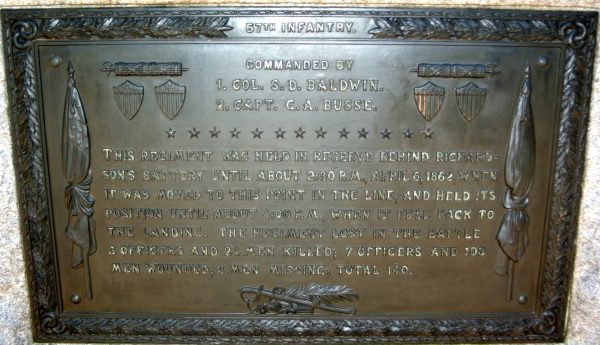 57TH INFANTRY.
COMMANDED BY
1. COL. S. D. BALDWIN.
2. CAPT. G. A. BUSSE.
THIS REGIMENT WAS HELD IN RESERVE BEHIND RICHARD-
SON'S BATTERY UNTIL ABOUT 2:30 P.M., APRIL 6, 1862, WHEN
IT WAS MOVED TO THIS POINT IN THE LINE, AND HELD ITS
POSITION UNTIL ABOUT 4:00 P.M., WHEN IT FELL BACK TO
THE LANDING. THE REGIMENT LOST IN THE BATTLE
3 OFFICERS AND 24 MEN KILLED; 7 OFFICERS AND 103
MEN WOUNDED; 3 MEN MISSING; TOTAL 140.